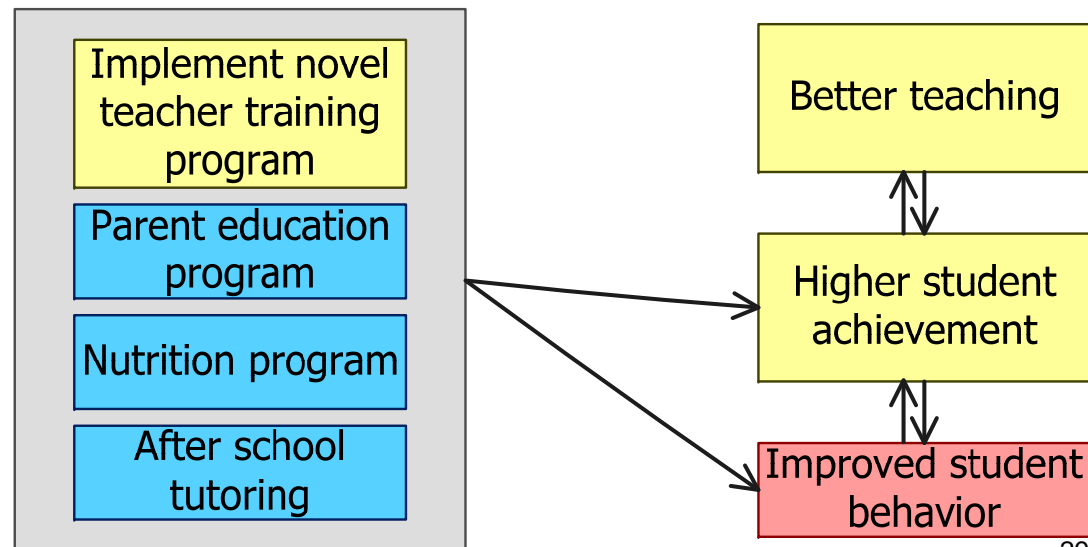 Implement novel
teacher training
program
Parent education
program
Nutrition program
After school
tutoring
Better teaching
Higher student
achievement
Improved student
behavior